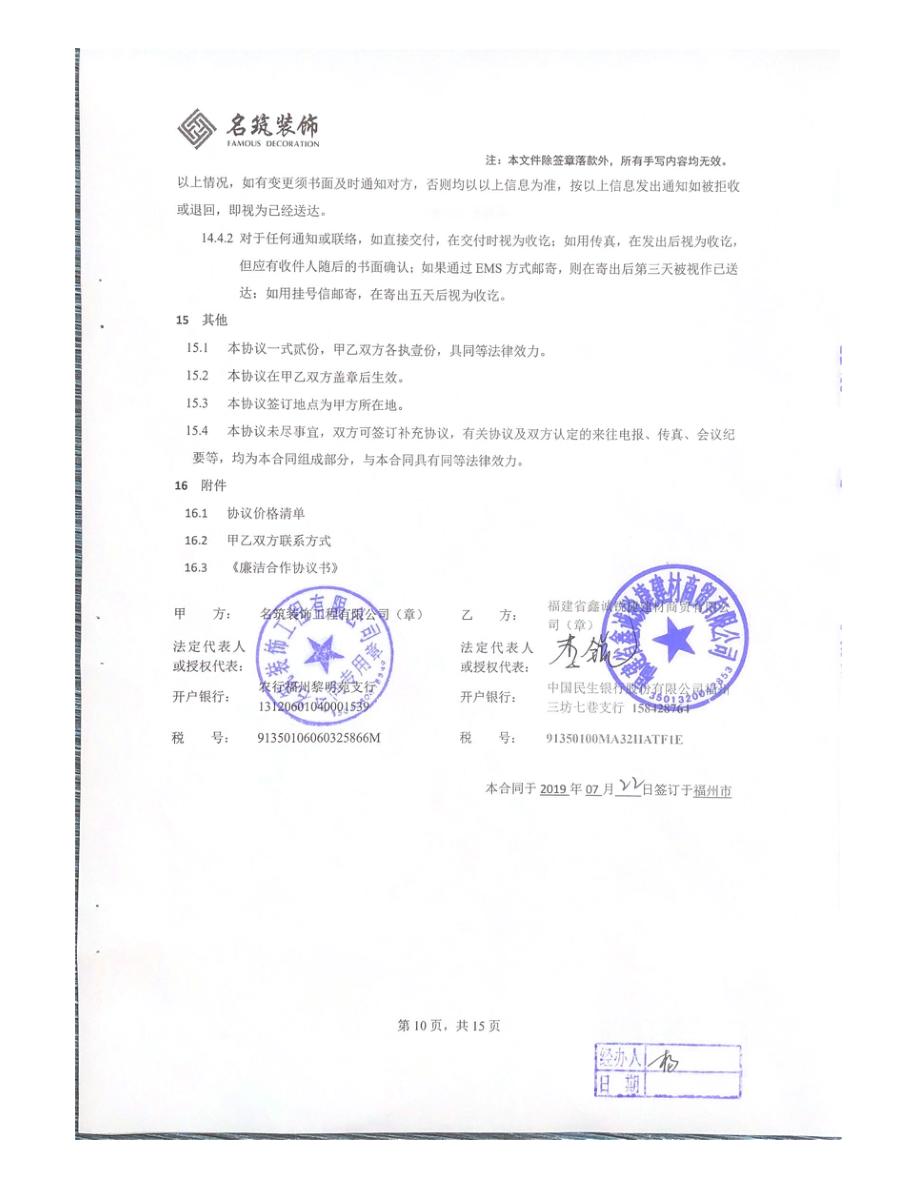 名筑装饰
FAMOUS DECORATION
注：本文件除签章落款外，所有手写内容均无效。
以上情况，如有变更须书面及时通知对方，否则均以以上信息为准，按以上信息发出通知如被拒收
或退回，即视为已经送达。
14.4.2 对于任何通知或联络，如直接交付，在交付时视为收讫；如用传真，在发出后视为收讫，
但应有收件人随后的书面确认；如果通过 EMS 方式邮寄，则在寄出后第三天被视作已送
达；如用挂号信邮寄，在寄出五天后视为收讫。
15 其他
15.1 本协议一式贰份，甲乙双方各执壹份，具同等法律效力。
15.2 本协议在甲乙双方盖章后生效。
15.3 本协议签订地点为甲方所在地。
15.4 本协议未尽事宜，双方可签订补充协议，有关协议及双方认定的来往电报、传真、会议纪
要等，均为本合同组成部分，与本合同具有同等法律效力。
16 附件
16.1 协议价格清单
16.2 甲乙双方联系方式
16.3 《廉洁合作协议书》
甲 方： 名筑装饰工程有限公司（章）
法定代表人
或授权代表：
开户银行： 农行福州黎明苑支行
13120601040001539
税 号： 91350106060325866M
乙 方： 福建省鑫诚锐捷建材商贸有限公
司（章）
法定代表人
或授权代表：
开户银行： 中国民生银行股份有限公司福州
三坊七巷支行 158428764
税 号： 91350100MA32HATF1E
本合同于 2019 年 07 月 22 日签订于福州市
第 10 页，共 15 页
经办人 杨
日 期